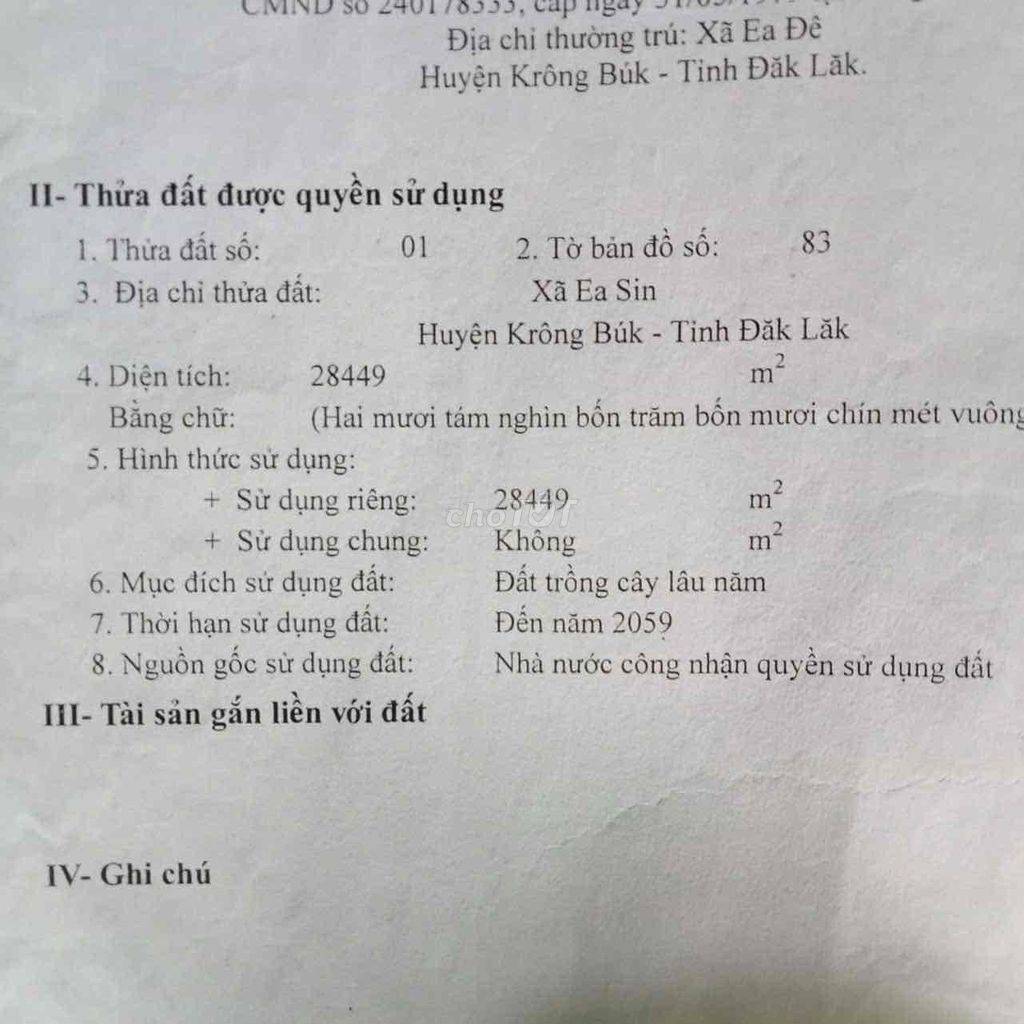 CMND số 240178333, cấp ngày
Địa chỉ thường trú: Xã Ea Đê
Huyện Krông Búk - Tỉnh Đăk Lăk.
II- Thửa đất được quyền sử dụng
1. Thửa đất số: 01 2. Tờ bản đồ số: 83
3. Địa chỉ thửa đất: Xã Ea Sin
Huyện Krông Búk - Tỉnh Đăk Lăk
4. Diện tích: 28449 m²
Bằng chữ: (Hai mươi tám nghìn bốn trăm bốn mươi chín mét vuông
5. Hình thức sử dụng:
+ Sử dụng riêng: 28449 m²
choTỐT
+ Sử dụng chung: Không m²
6. Mục đích sử dụng đất: Đất trồng cây lâu năm
7. Thời hạn sử dụng đất: Đến năm 2059
8. Nguồn gốc sử dụng đất: Nhà nước công nhận quyền sử dụng đất
III- Tài sản gắn liền với đất
IV- Ghi chú